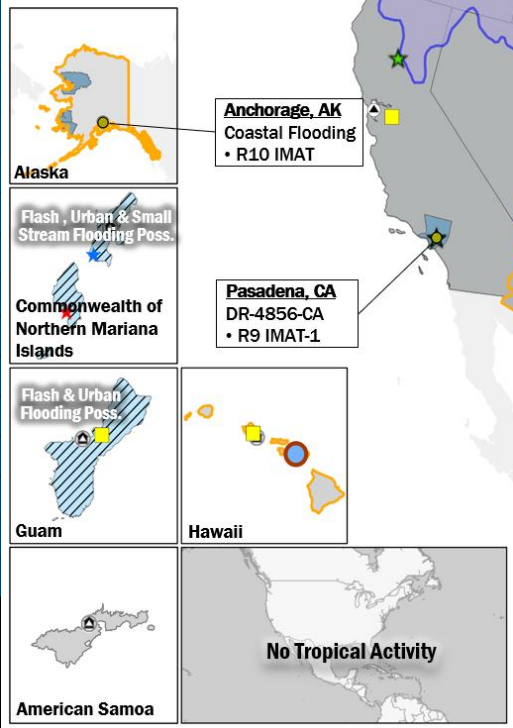 Alaska
Anchorage, AK
Coastal Flooding
• R10 IMAT
Flash , Urban & Small
Stream Flooding Poss.
Commonwealth of
Northern Mariana
Islands
Pasadena, CA
DR-4856-CA
• R9 IMAT-1
Flash & Urban
Flooding Poss.
Guam
Hawaii
American Samoa
No Tropical Activity